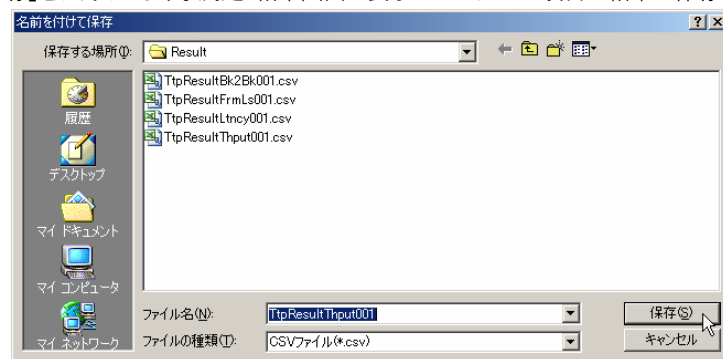 名前を付けて保存
保存する場所(I):
Result
TtpResultBk2Bk001.csv
TtpResultFrmLs001.csv
TtpResultLtncy001.csv
TtpResultThput001.csv
履歴
デスクトップ
マイ ドキュメント
マイ コンピュータ
マイ ネットワーク
ファイル名(N):
TtpResultThput001
保存(S)
ファイルの種類(T):
CSVファイル(*.csv)
キャンセル